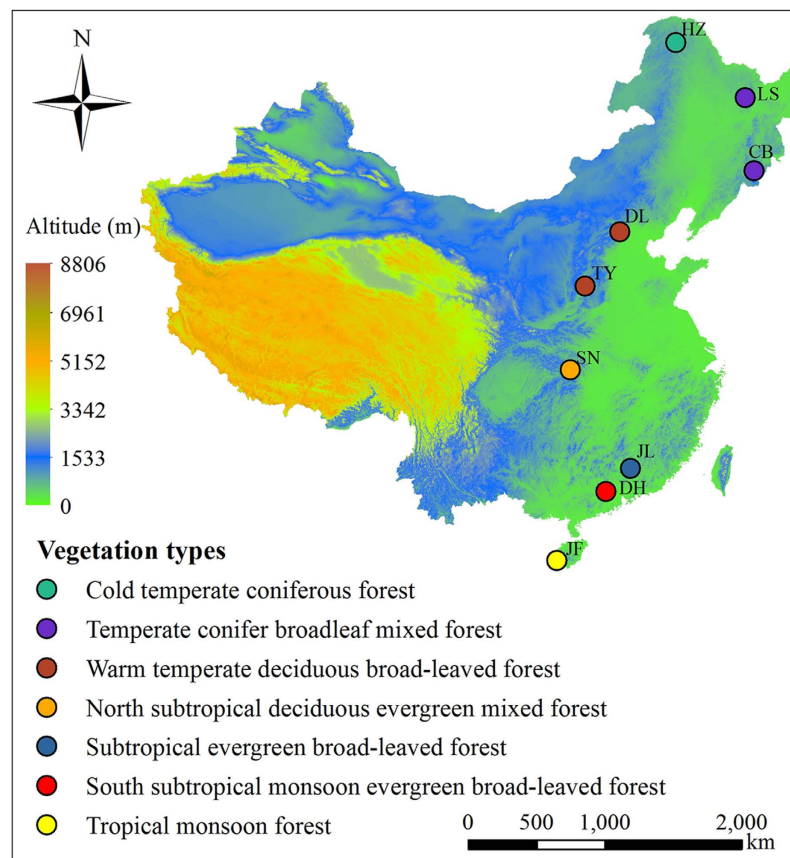 N
HZ
LS
CB
DL
TY
SN
JL
DH
JF
Altitude (m)
8806
6961
5152
3342
1533
0
Vegetation types
Cold temperate coniferous forest
Temperate conifer broadleaf mixed forest
Warm temperate deciduous broad-leaved forest
North subtropical deciduous evergreen mixed forest
Subtropical evergreen broad-leaved forest
South subtropical monsoon evergreen broad-leaved forest
Tropical monsoon forest
0 500 1,000 2,000
km